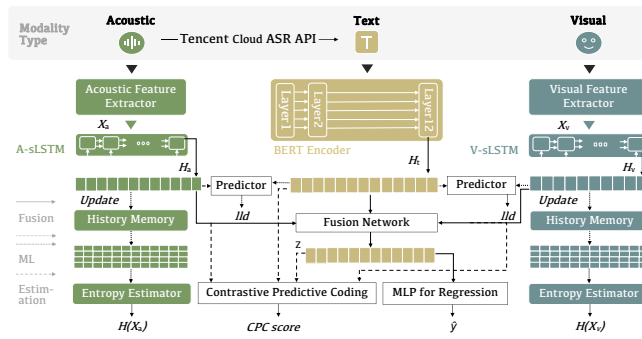 Modality Type
Acoustic
Text
Visual
Tencent Cloud ASR API
T
Acoustic Feature Extractor
Layer1
Layer2
Layer12
Visual Feature Extractor
Xa
Xv
A-sLSTM
BERT Encoder
V-sLSTM
Ha
Ht
Hv
Predictor
Predictor
Update
lld
lld
Update
Fusion
History Memory
Fusion Network
History Memory
ML
Z
Estim-
ation
Entropy Estimator
Contrastive Predictive Coding
MLP for Regression
Entropy Estimator
H(Xa)
CPC score
ŷ
H(Xv)